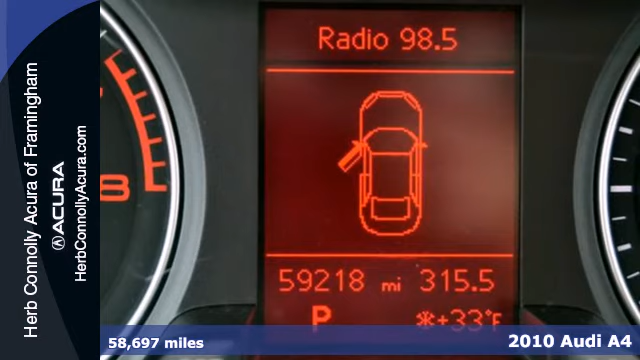 Herb Connolly Acura of Framingham
ACURA
HerbConnollyAcura.com
Radio 98.5
8
59218 mi 315.5
P +33°F
58,697 miles
2010 Audi A4